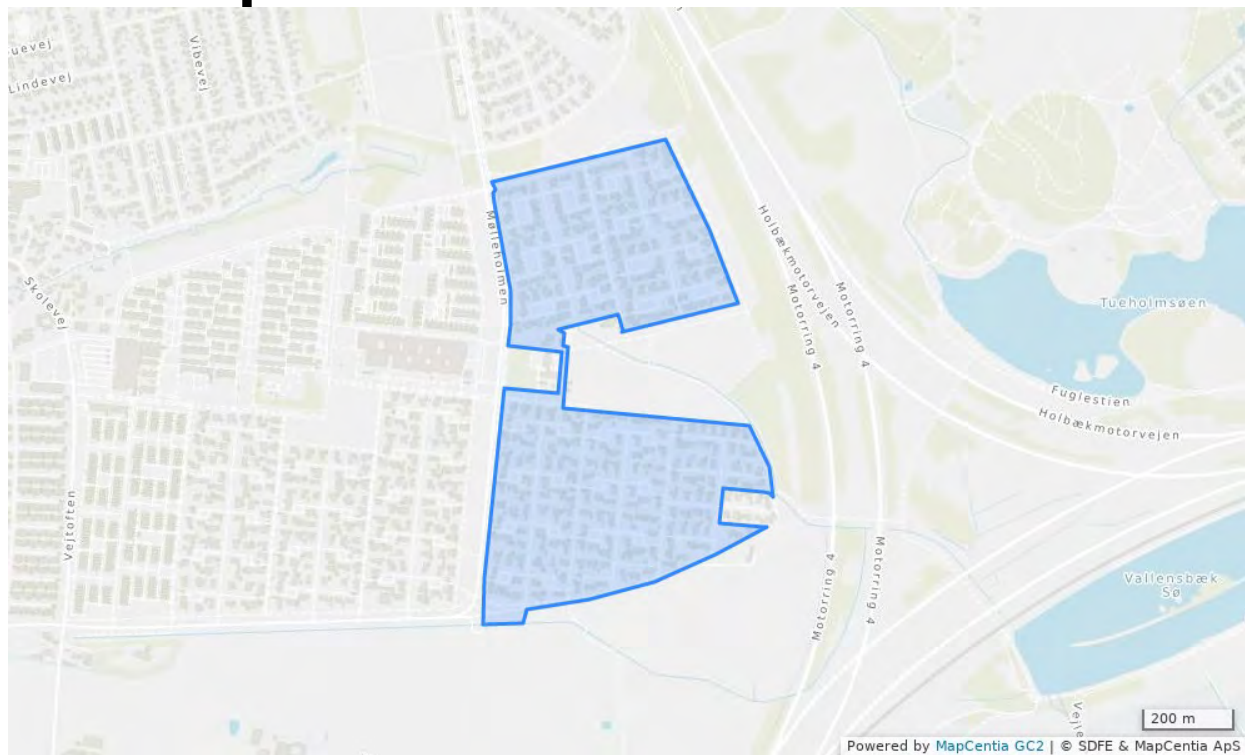 Vibevej
Lindevej
Mølleholmen
Holbækmotorvejen
Motorring 4
Motorring 4
Tueholmsøen
Skolevej
Fuglestien
Holbækmotorvejen
Vejtoften
Motorring 4
Motorring 4
Vallensbæk
Sø
200 m
Powered by MapCentia GC2 | © SDFE & MapCentia ApS